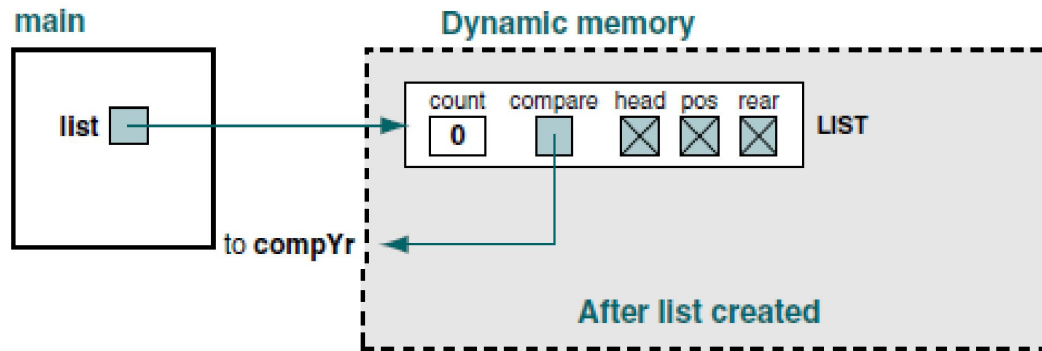 main
Dynamic memory
count compare head pos rear
list
0
LIST
to compYr
After list created